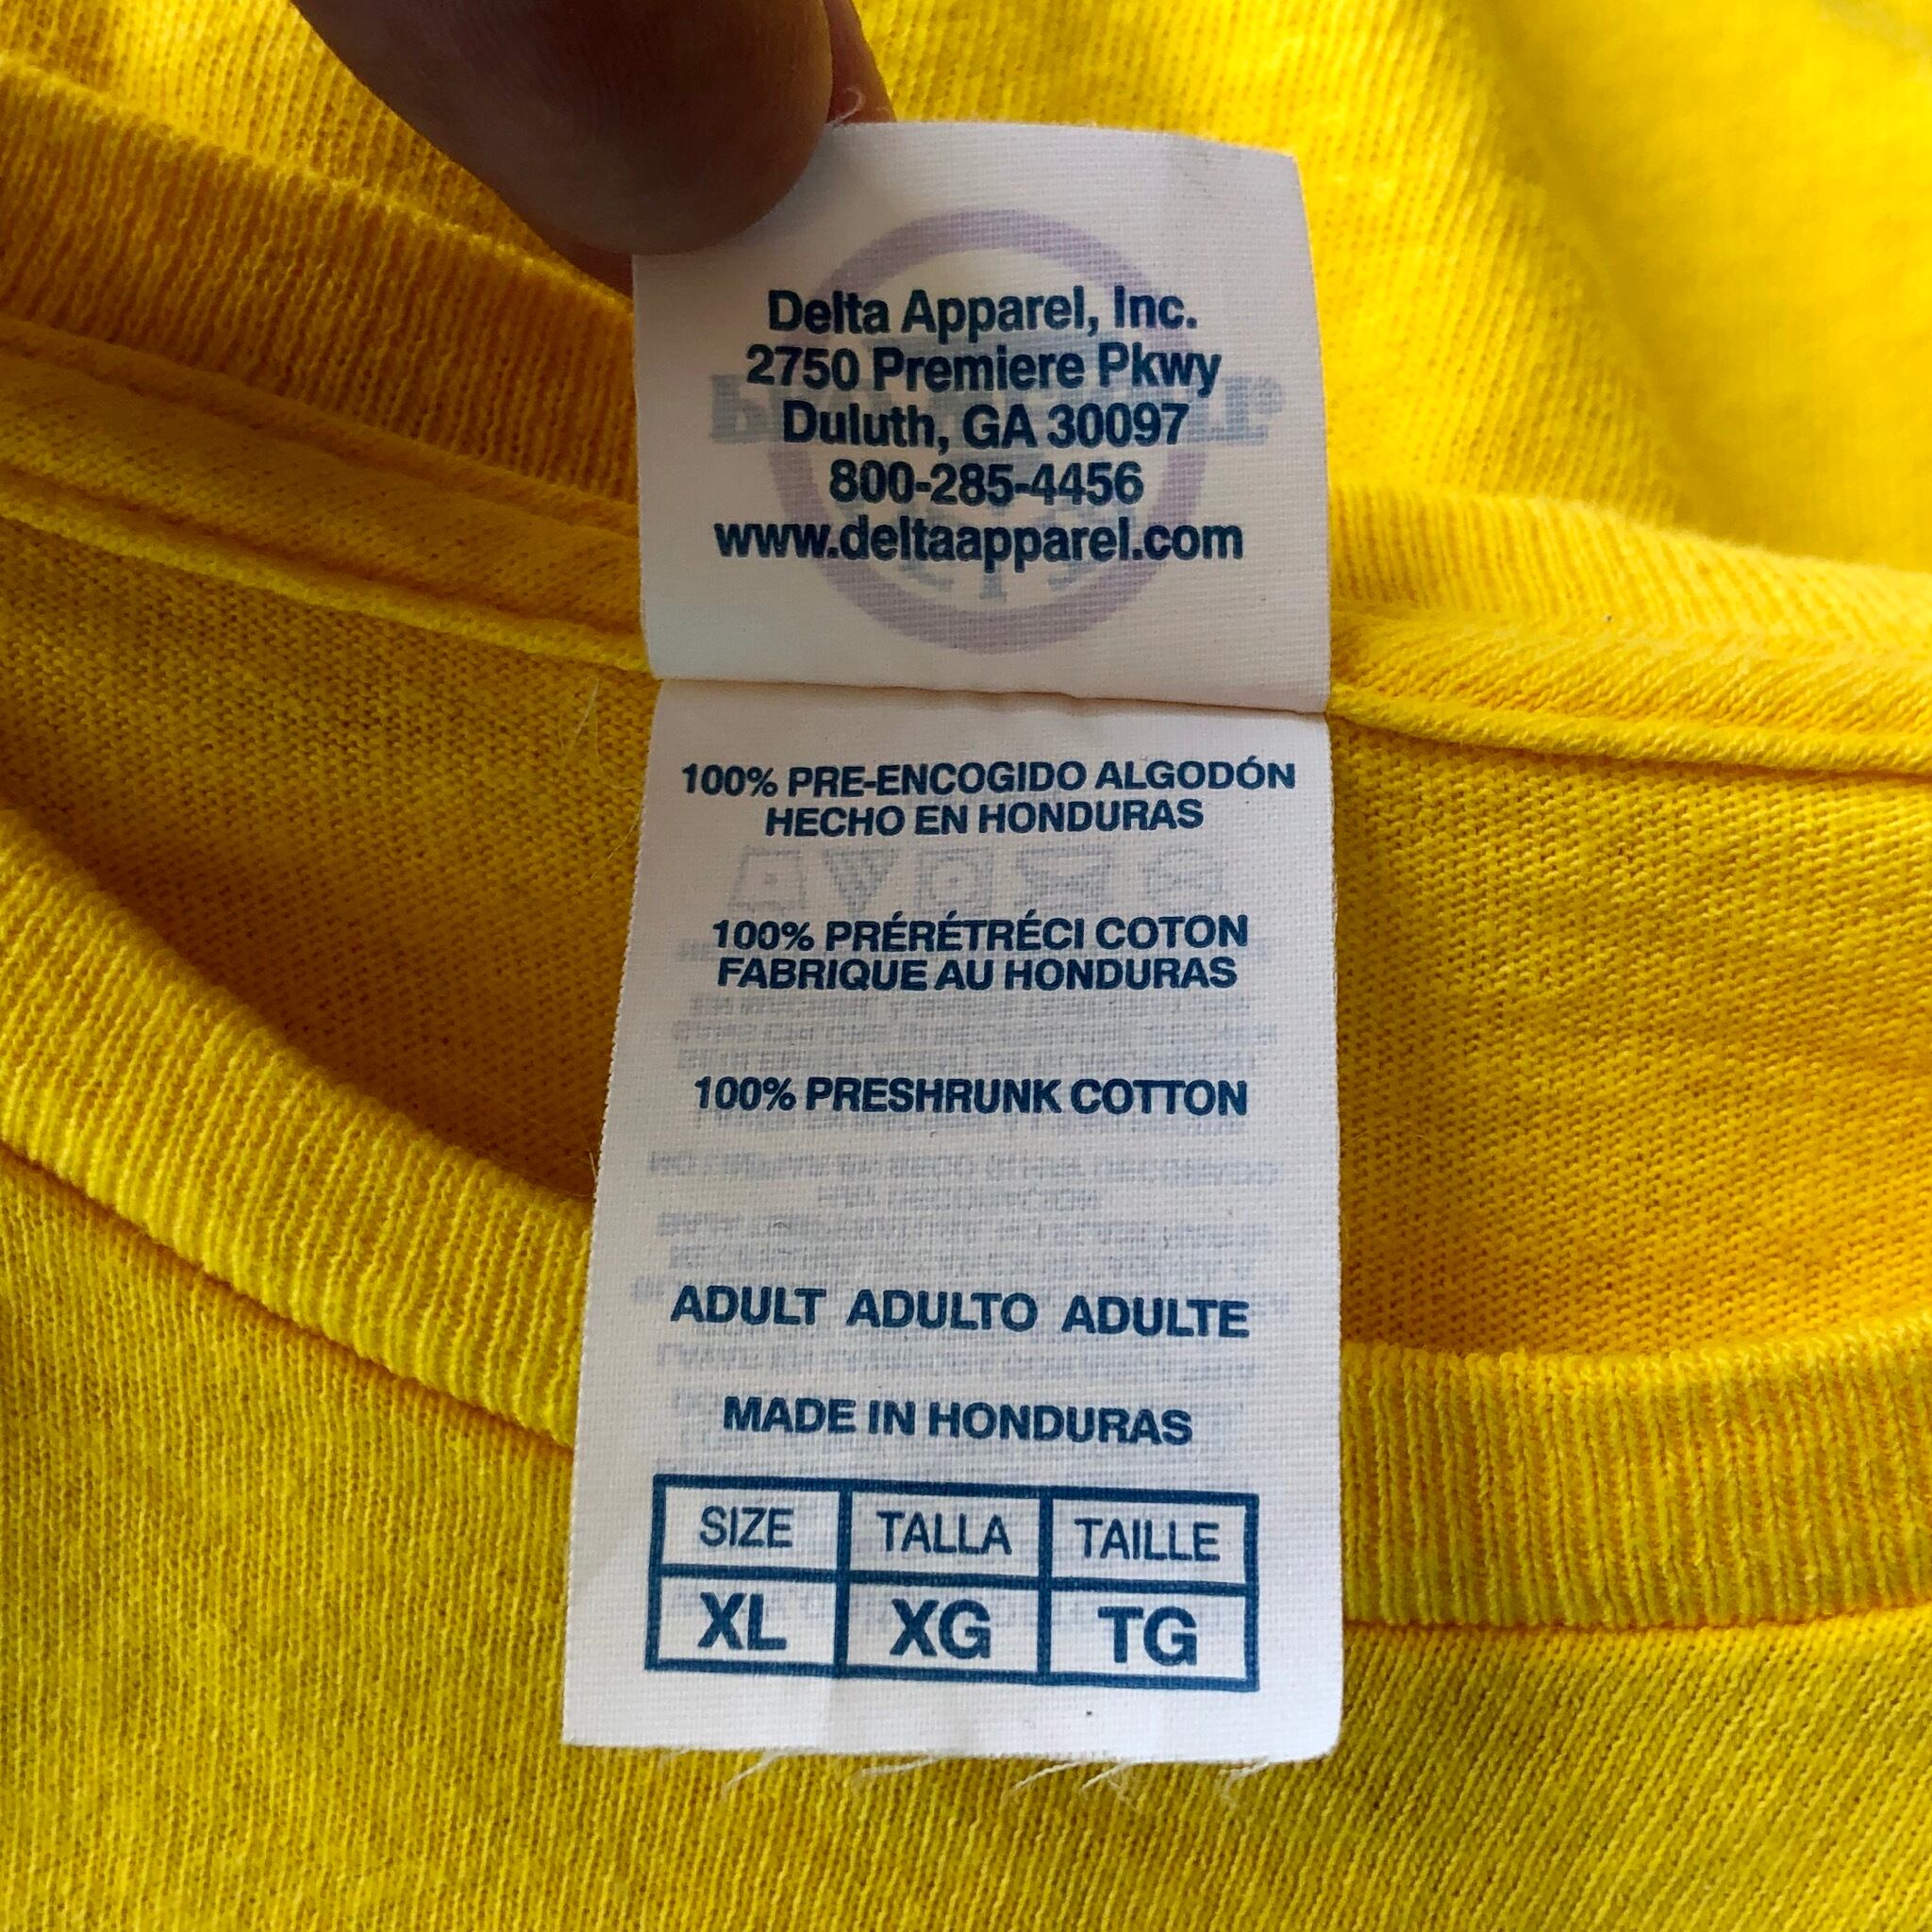 Delta Apparel, Inc.
2750 Premiere Pkwy
Duluth, GA 30097
800-285-4456
www.deltaapparel.com
100% PRE-ENCOGIDO ALGODÓN
HECHO EN HONDURAS
100% PRÉRÉTRÉCI COTON
FABRIQUE AU HONDURAS
100% PRESHRUNK COTTON
ADULT ADULTO ADULTE
MADE IN HONDURAS
SIZE TALLA TAILLE
XL XG TG